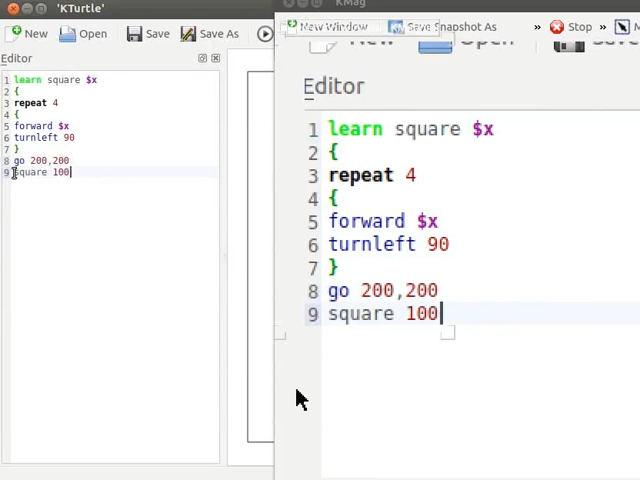 'KTurtle'
New Open Save Save As
Editor
1 learn square $x
2 {
3 repeat 4
4 {
5 forward $x
6 turnleft 90
7 }
8 go 200,200
9 square 100
KMag
New Window Save Snapshot As » Stop » M
New Open Save
Editor
1 learn square $x
2 {
3 repeat 4
4 {
5 forward $x
6 turnleft 90
7 }
8 go 200,200
9 square 100